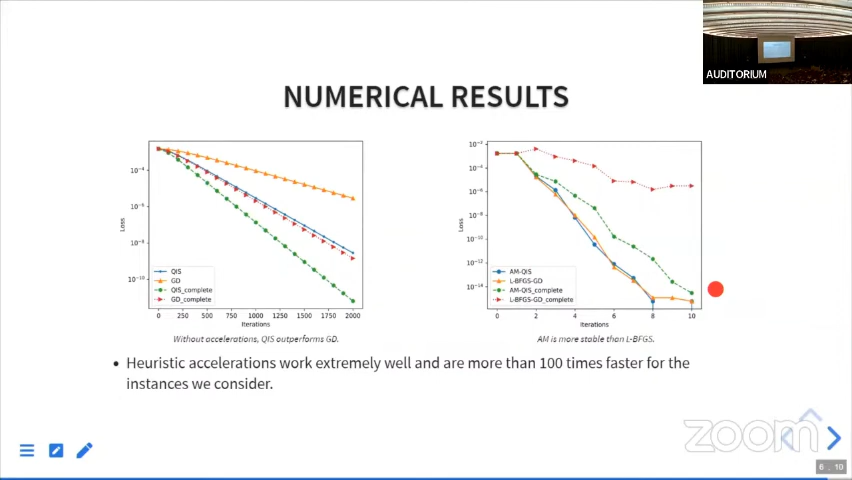 AUDITORIUM
NUMERICAL RESULTS
Loss
10⁻⁴
10⁻¹⁰
QIS
GD
QIS_complete
GD_complete
0 250 500 750 1000 1250 1500 1750 2000
Iterations
Without accelerations, QIS outperforms GD.
Loss
10⁻²
10⁻⁴
10⁻⁶
10⁻⁸
10⁻¹⁰
10⁻¹²
10⁻¹⁴
AM-QIS
L-BFGS-GD
AM-QIS_complete
L-BFGS-GD_complete
0 2 4 6 8 10
Iterations
AM is more stable than L-BFGS.
• Heuristic accelerations work extremely well and are more than 100 times faster for the
instances we consider.
zoom
6 . 10